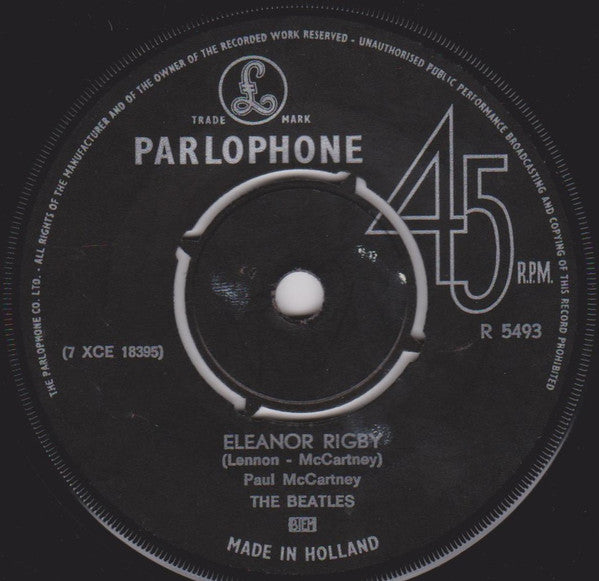 THE PARLOPHONE CO. LTD. - ALL RIGHTS OF THE MANUFACTURER AND OF THE OWNER OF THE RECORDED WORK RESERVED - UNAUTHORISED PUBLIC PERFORMANCE BROADCASTING AND COPYING OF THIS RECORD PROHIBITED
£
TRADE MARK
PARLOPHONE
45
R.P.M.
R 5493
(7 XCE 18395)
ELEANOR RIGBY
(Lennon - McCartney)
Paul McCartney
THE BEATLES
BIEM
MADE IN HOLLAND